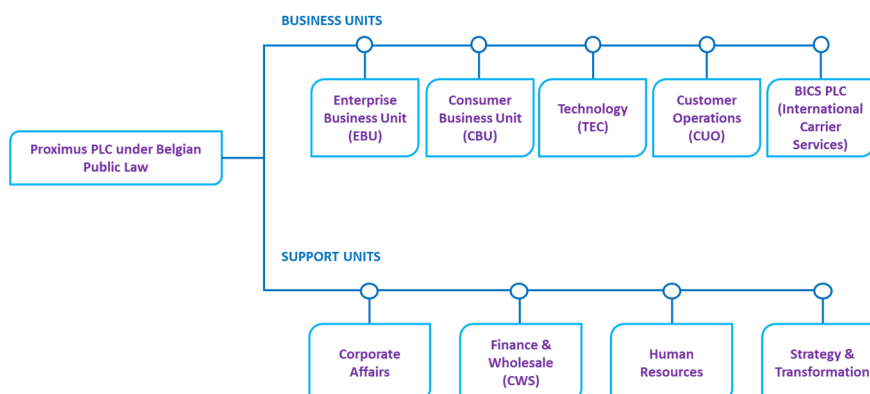 BUSINESS UNITS
Enterprise
Business Unit
(EBU)
Consumer
Business Unit
(CBU)
Technology
(TEC)
Customer
Operations
(CUO)
BICS PLC
(International
Carrier
Services)
Proximus PLC under Belgian
Public Law
SUPPORT UNITS
Corporate
Affairs
Finance &
Wholesale
(CWS)
Human
Resources
Strategy &
Transformation